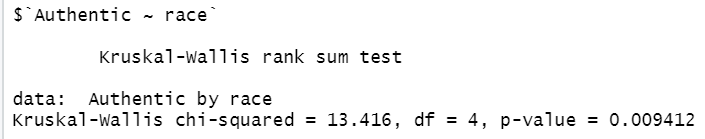 $`Authentic ~ race`
Kruskal-Wallis rank sum test
data:  Authentic by race
Kruskal-Wallis chi-squared = 13.416, df = 4, p-value = 0.009412